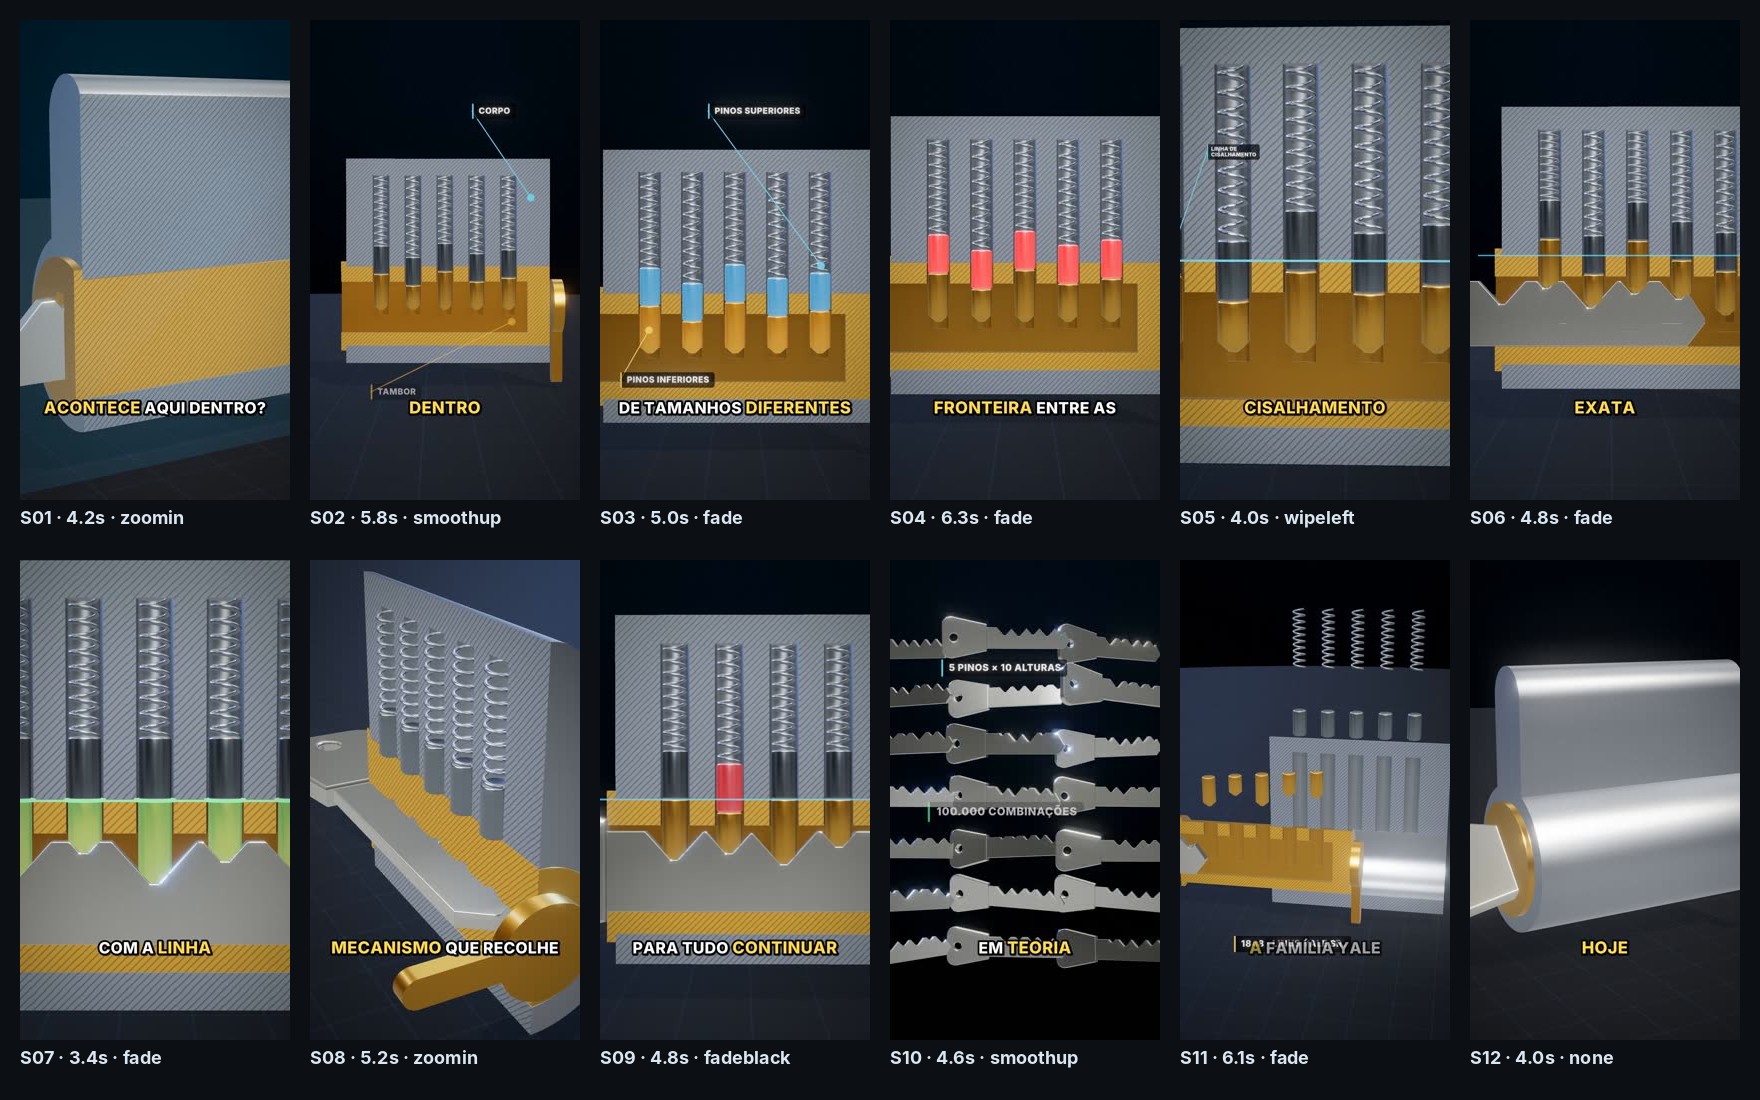 CORPO
TAMBOR
PINOS SUPERIORES
PINOS INFERIORES
LINHA DE
CISALHAMENTO
ACONTECE AQUI DENTRO?
DENTRO
DE TAMANHOS DIFERENTES
FRONTEIRA ENTRE AS
CISALHAMENTO
EXATA
S01 · 4.2s · zoomin
S02 · 5.8s · smoothup
S03 · 5.0s · fade
S04 · 6.3s · fade
S05 · 4.0s · wipeleft
S06 · 4.8s · fade
5 PINOS × 10 ALTURAS
100.000 COMBINAÇÕES
COM A LINHA
MECANISMO QUE RECOLHE
PARA TUDO CONTINUAR
EM TEORIA
A FAMÍLIA YALE
HOJE
S07 · 3.4s · fade
S08 · 5.2s · zoomin
S09 · 4.8s · fadeblack
S10 · 4.6s · smoothup
S11 · 6.1s · fade
S12 · 4.0s · none